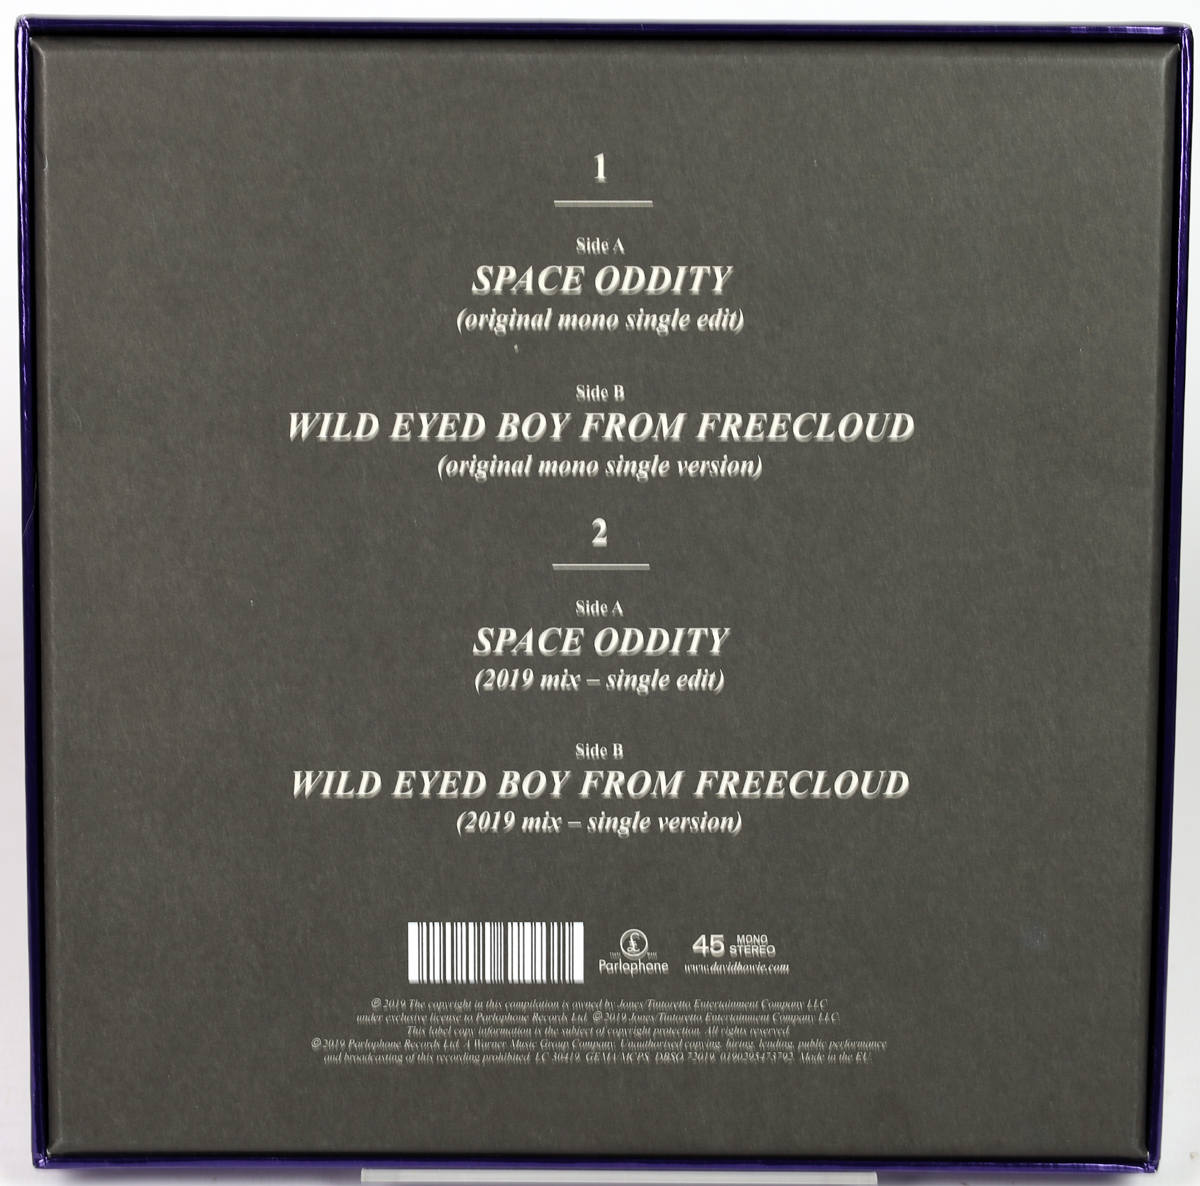 1
Side A
SPACE ODDITY
(original mono single edit)
Side B
WILD EYED BOY FROM FREECLOUD
(original mono single version)
2
Side A
SPACE ODDITY
(2019 mix – single edit)
Side B
WILD EYED BOY FROM FREECLOUD
(2019 mix – single version)
£
Parlophone
45 MONO STEREO
www.davidbowie.com
℗ 2019 The copyright in this compilation is owned by Jones/Tintoretto Entertainment Company LLC
under exclusive license to Parlophone Records Ltd. © 2019 Jones/Tintoretto Entertainment Company LLC.
This label copy information is the subject of copyright protection. All rights reserved.
© 2019 Parlophone Records Ltd. A Warner Music Group Company. Unauthorised copying, hiring, lending, public performance
and broadcasting of this recording prohibited. LC 30419. GEMA/MCPS. DBSO 72019. 0190295473792. Made in the EU.